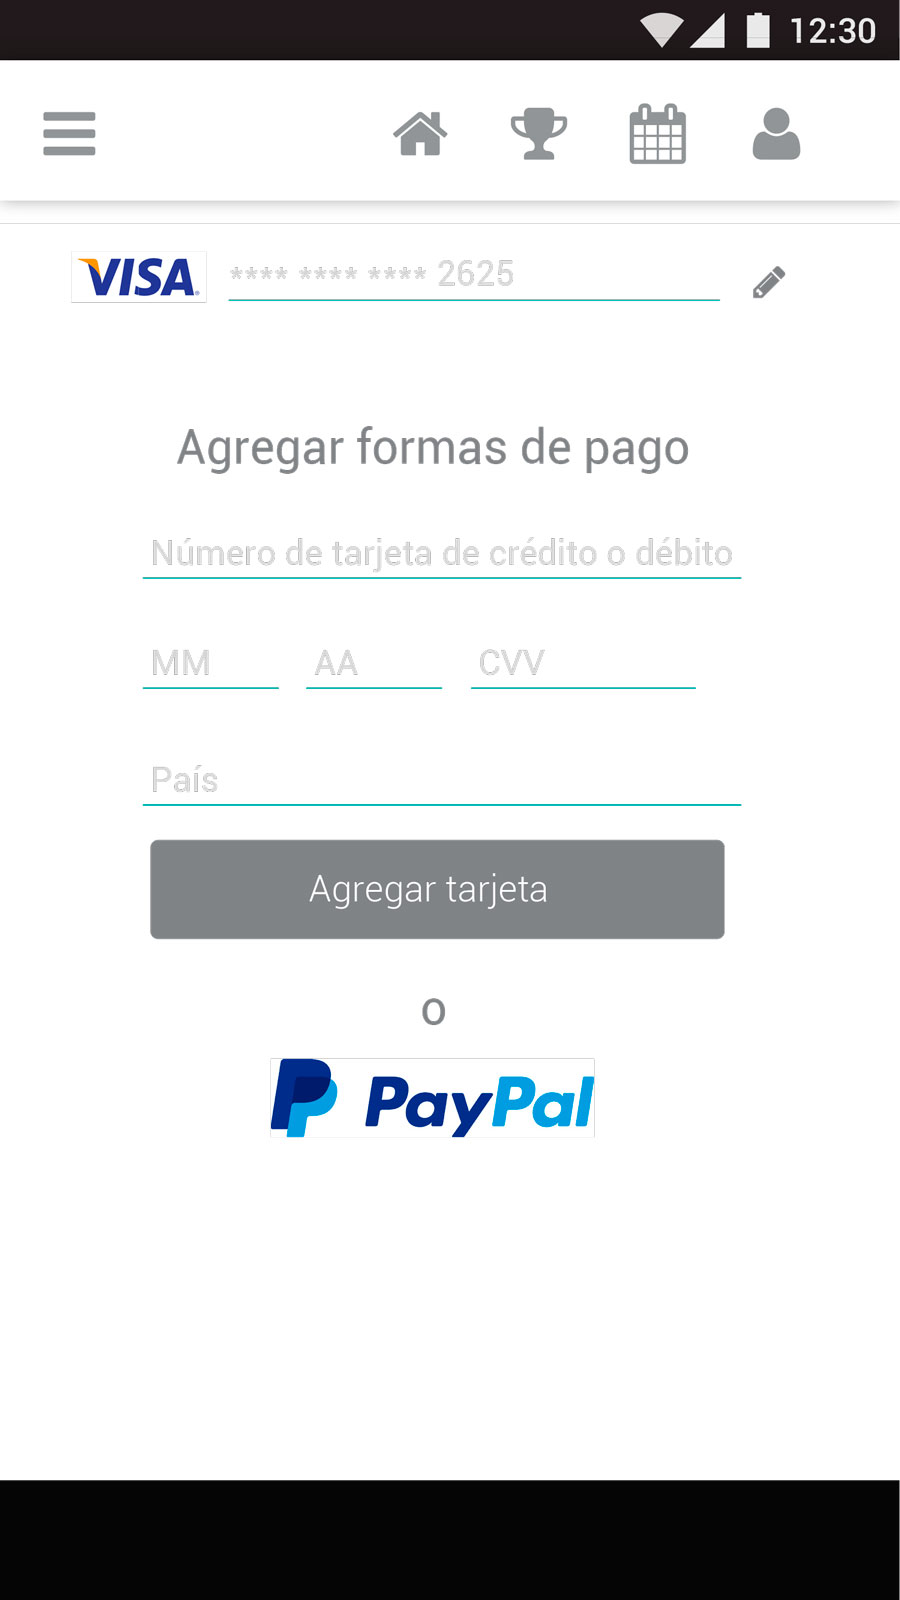 12:30
VISA **** **** **** 2625
Agregar formas de pago
Número de tarjeta de crédito o débito
MM AA CVV
País
Agregar tarjeta
O
PayPal